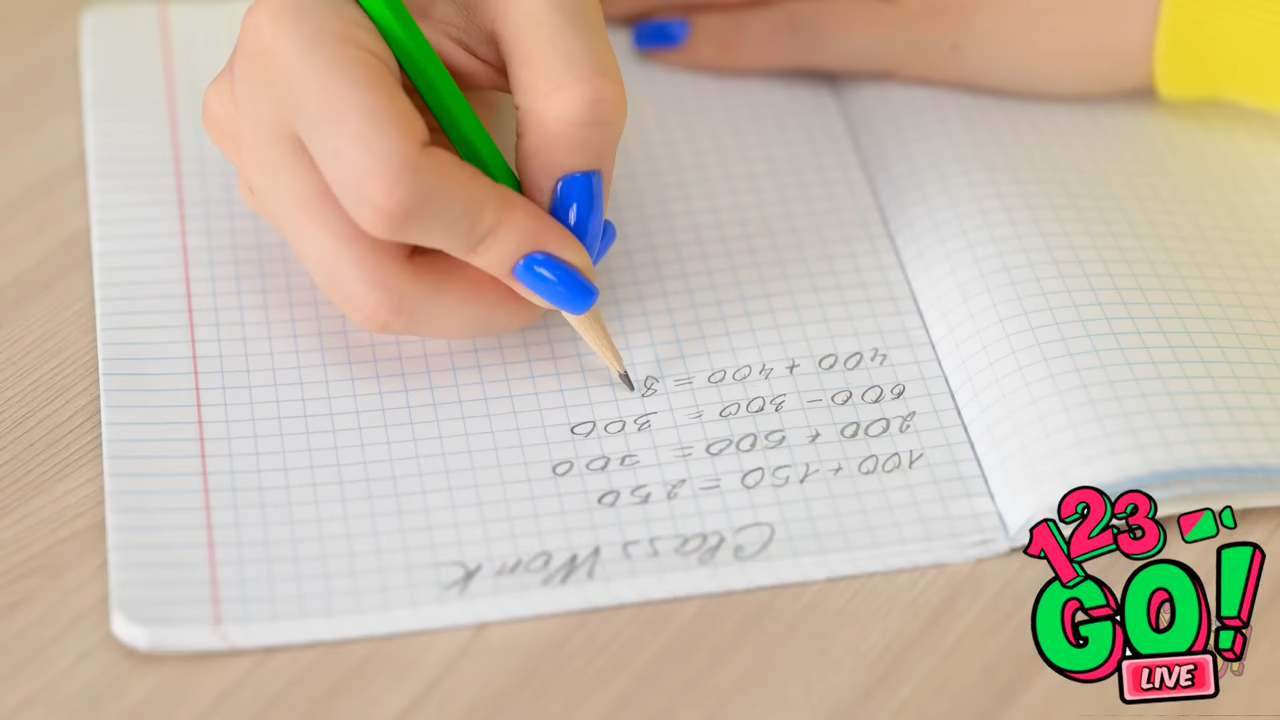 Class Work
100 + 150 = 250
200 + 500 = 700
600 - 300 = 300
400 + 400 = 8
123
GO!
LIVE